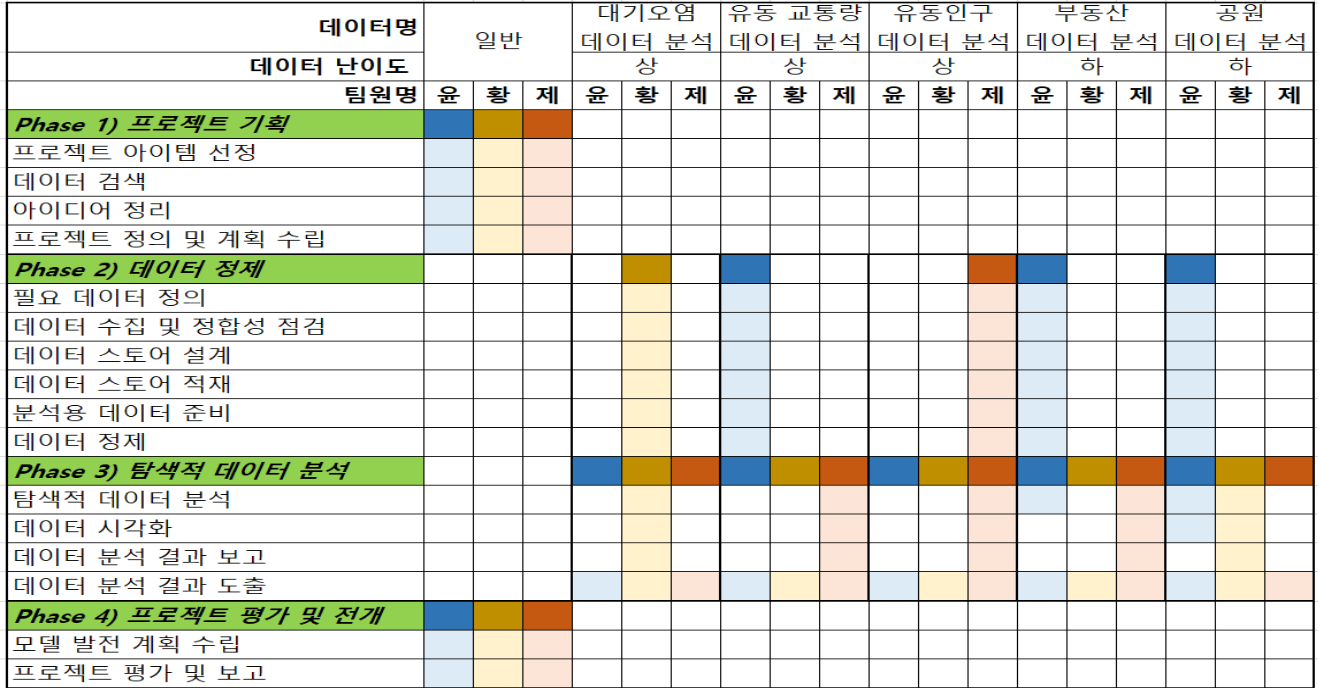 데이터명
일반
대기오염 유동 교통량 유동인구 부동산 공원
데이터 분석 데이터 분석 데이터 분석 데이터 분석 데이터 분석
데이터 난이도 상 상 상 하 하
팀원명 윤 황 제 윤 황 제 윤 황 제 윤 황 제 윤 황 제 윤 황 제
Phase 1) 프로젝트 기획
프로젝트 아이템 선정
데이터 검색
아이디어 정리
프로젝트 정의 및 계획 수립
Phase 2) 데이터 정제
필요 데이터 정의
데이터 수집 및 정합성 점검
데이터 스토어 설계
데이터 스토어 적재
분석용 데이터 준비
데이터 정제
Phase 3) 탐색적 데이터 분석
탐색적 데이터 분석
데이터 시각화
데이터 분석 결과 보고
데이터 분석 결과 도출
Phase 4) 프로젝트 평가 및 전개
모델 발전 계획 수립
프로젝트 평가 및 보고